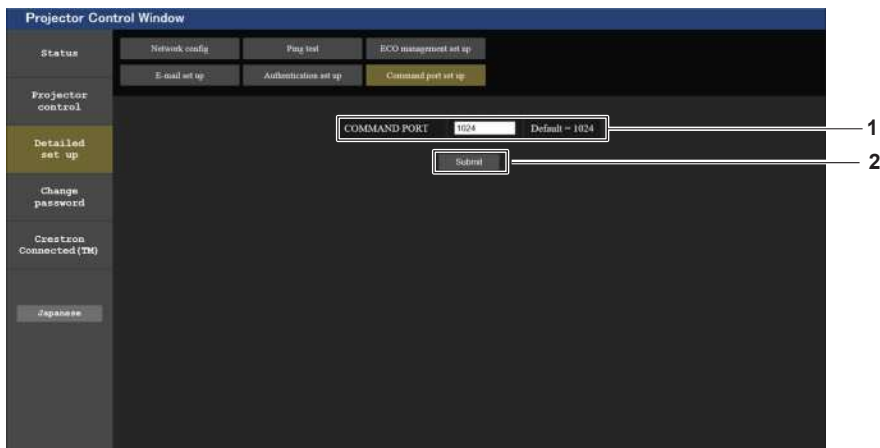 Projector Control Window
Status
Network config
Ping test
ECO management set up
E-mail set up
Authentication set up
Command port set up
Projector
control
Detailed
set up
Change
password
Crestron
Connected(TM)
Japanese
COMMAND PORT 1024 Default = 1024
1
Submit
2